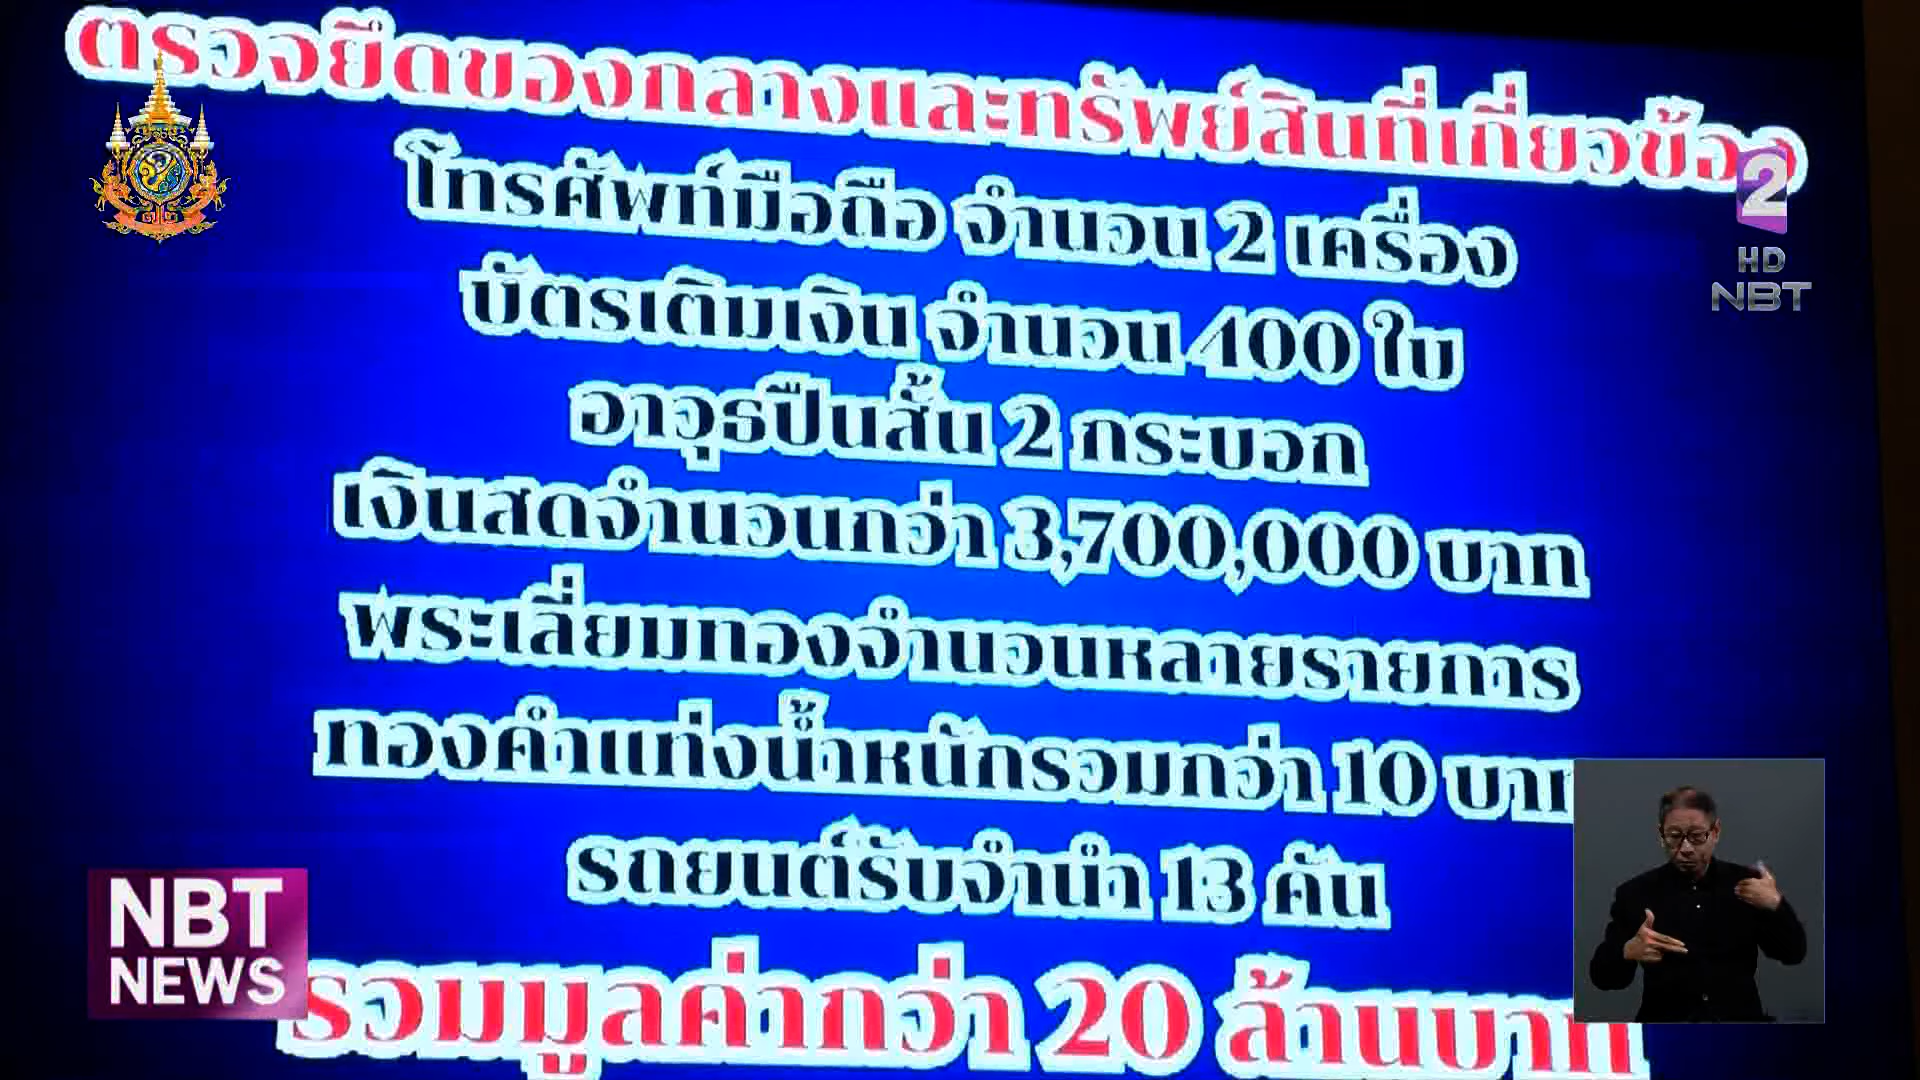 ตรวจยึดของกลางและทรัพย์สินที่เกี่ยวข้อง
โทรศัพท์มือถือ จำนวน 2 เครื่อง
2
HD
NBT
บัตรเติมเงิน จำนวน 400 ใบ
อาวุธปืนสั้น 2 กระบอก
เงินสดจำนวนกว่า 3,700,000 บาท
พระเลี่ยมทองจำนวนหลายรายการ
ทองคำแท่งน้ำหนักรวมกว่า 10 บาท
รถยนต์รับจำนำ 13 คัน
NBT
NEWS
รวมมูลค่ากว่า 20 ล้านบาท